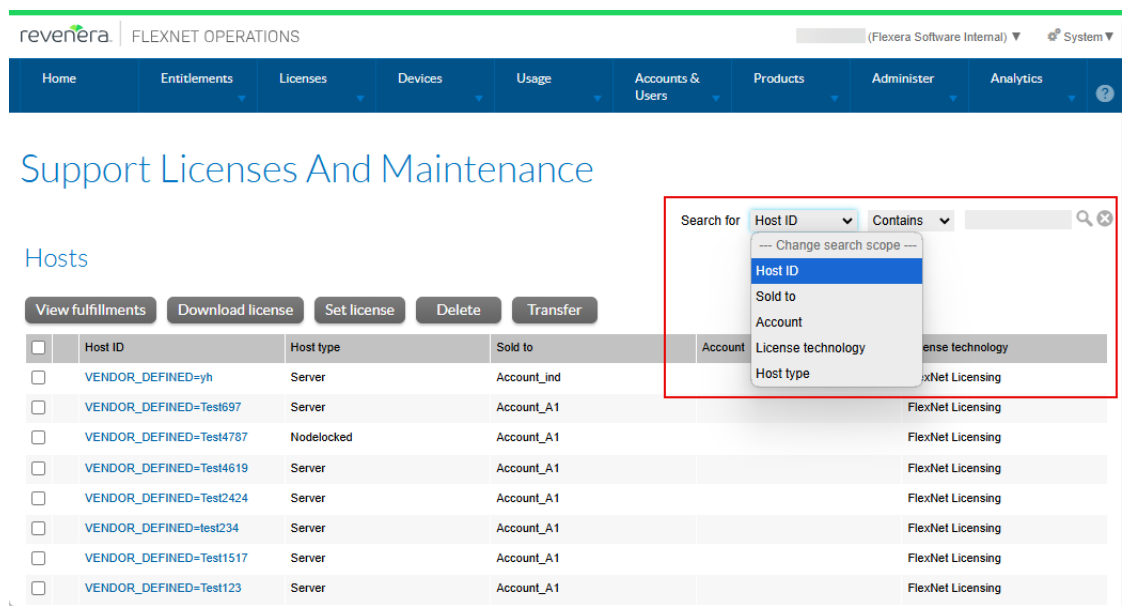 revenera. FLEXNET OPERATIONS (Flexera Software Internal) ▼ System▼
Home Entitlements Licenses Devices Usage Accounts & Users Products Administer Analytics ?
Support Licenses And Maintenance
Search for Host ID Contains
--- Change search scope ---
Host ID
Sold to
Account
License technology
Host type
Hosts
View fulfillments Download license Set license Delete Transfer
Host ID Host type Sold to Account ense technology
VENDOR_DEFINED=yh Server Account_ind exNet Licensing
VENDOR_DEFINED=Test697 Server Account_A1 FlexNet Licensing
VENDOR_DEFINED=Test4787 Nodelocked Account_A1 FlexNet Licensing
VENDOR_DEFINED=Test4619 Server Account_A1 FlexNet Licensing
VENDOR_DEFINED=Test2424 Server Account_A1 FlexNet Licensing
VENDOR_DEFINED=test234 Server Account_A1 FlexNet Licensing
VENDOR_DEFINED=Test1517 Server Account_A1 FlexNet Licensing
VENDOR_DEFINED=Test123 Server Account_A1 FlexNet Licensing